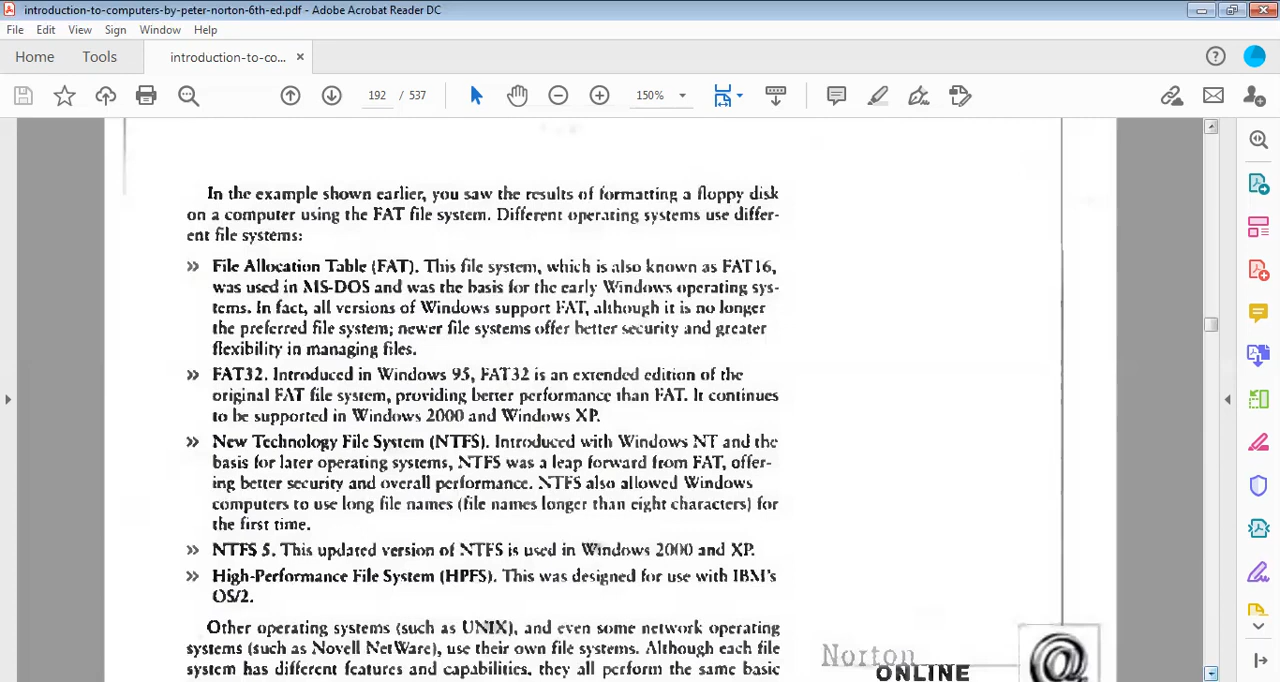 introduction-to-computers-by-peter-norton-6th-ed.pdf - Adobe Acrobat Reader DC
File Edit View Sign Window Help
Home Tools introduction-to-co... ×
192 / 537 150%
In the example shown earlier, you saw the results of formatting a floppy disk
on a computer using the FAT file system. Different operating systems use differ-
ent file systems:
» File Allocation Table (FAT). This file system, which is also known as FAT16,
was used in MS-DOS and was the basis for the early Windows operating sys-
tems. In fact, all versions of Windows support FAT, although it is no longer
the preferred file system; newer file systems offer better security and greater
flexibility in managing files.
» FAT32. Introduced in Windows 95, FAT32 is an extended edition of the
original FAT file system, providing better performance than FAT. It continues
to be supported in Windows 2000 and Windows XP.
» New Technology File System (NTFS). Introduced with Windows NT and the
basis for later operating systems, NTFS was a leap forward from FAT, offer-
ing better security and overall performance. NTFS also allowed Windows
computers to use long file names (file names longer than eight characters) for
the first time.
» NTFS 5. This updated version of NTFS is used in Windows 2000 and XP.
» High-Performance File System (HPFS). This was designed for use with IBM's
OS/2.
Other operating systems (such as UNIX), and even some network operating
systems (such as Novell NetWare), use their own file systems. Although each file
system has different features and capabilities, they all perform the same basic
Norton
ONLINE
@